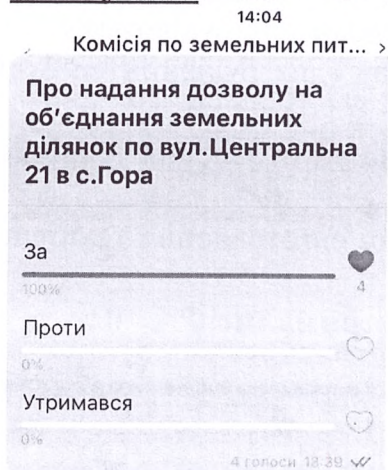 14:04
Комісія по земельних пит... >
Про надання дозволу на
об’єднання земельних
ділянок по вул.Центральна
21 в с.Гора
За
100%
4
Проти
0%
Утримався
0%
4 голоси 13:39